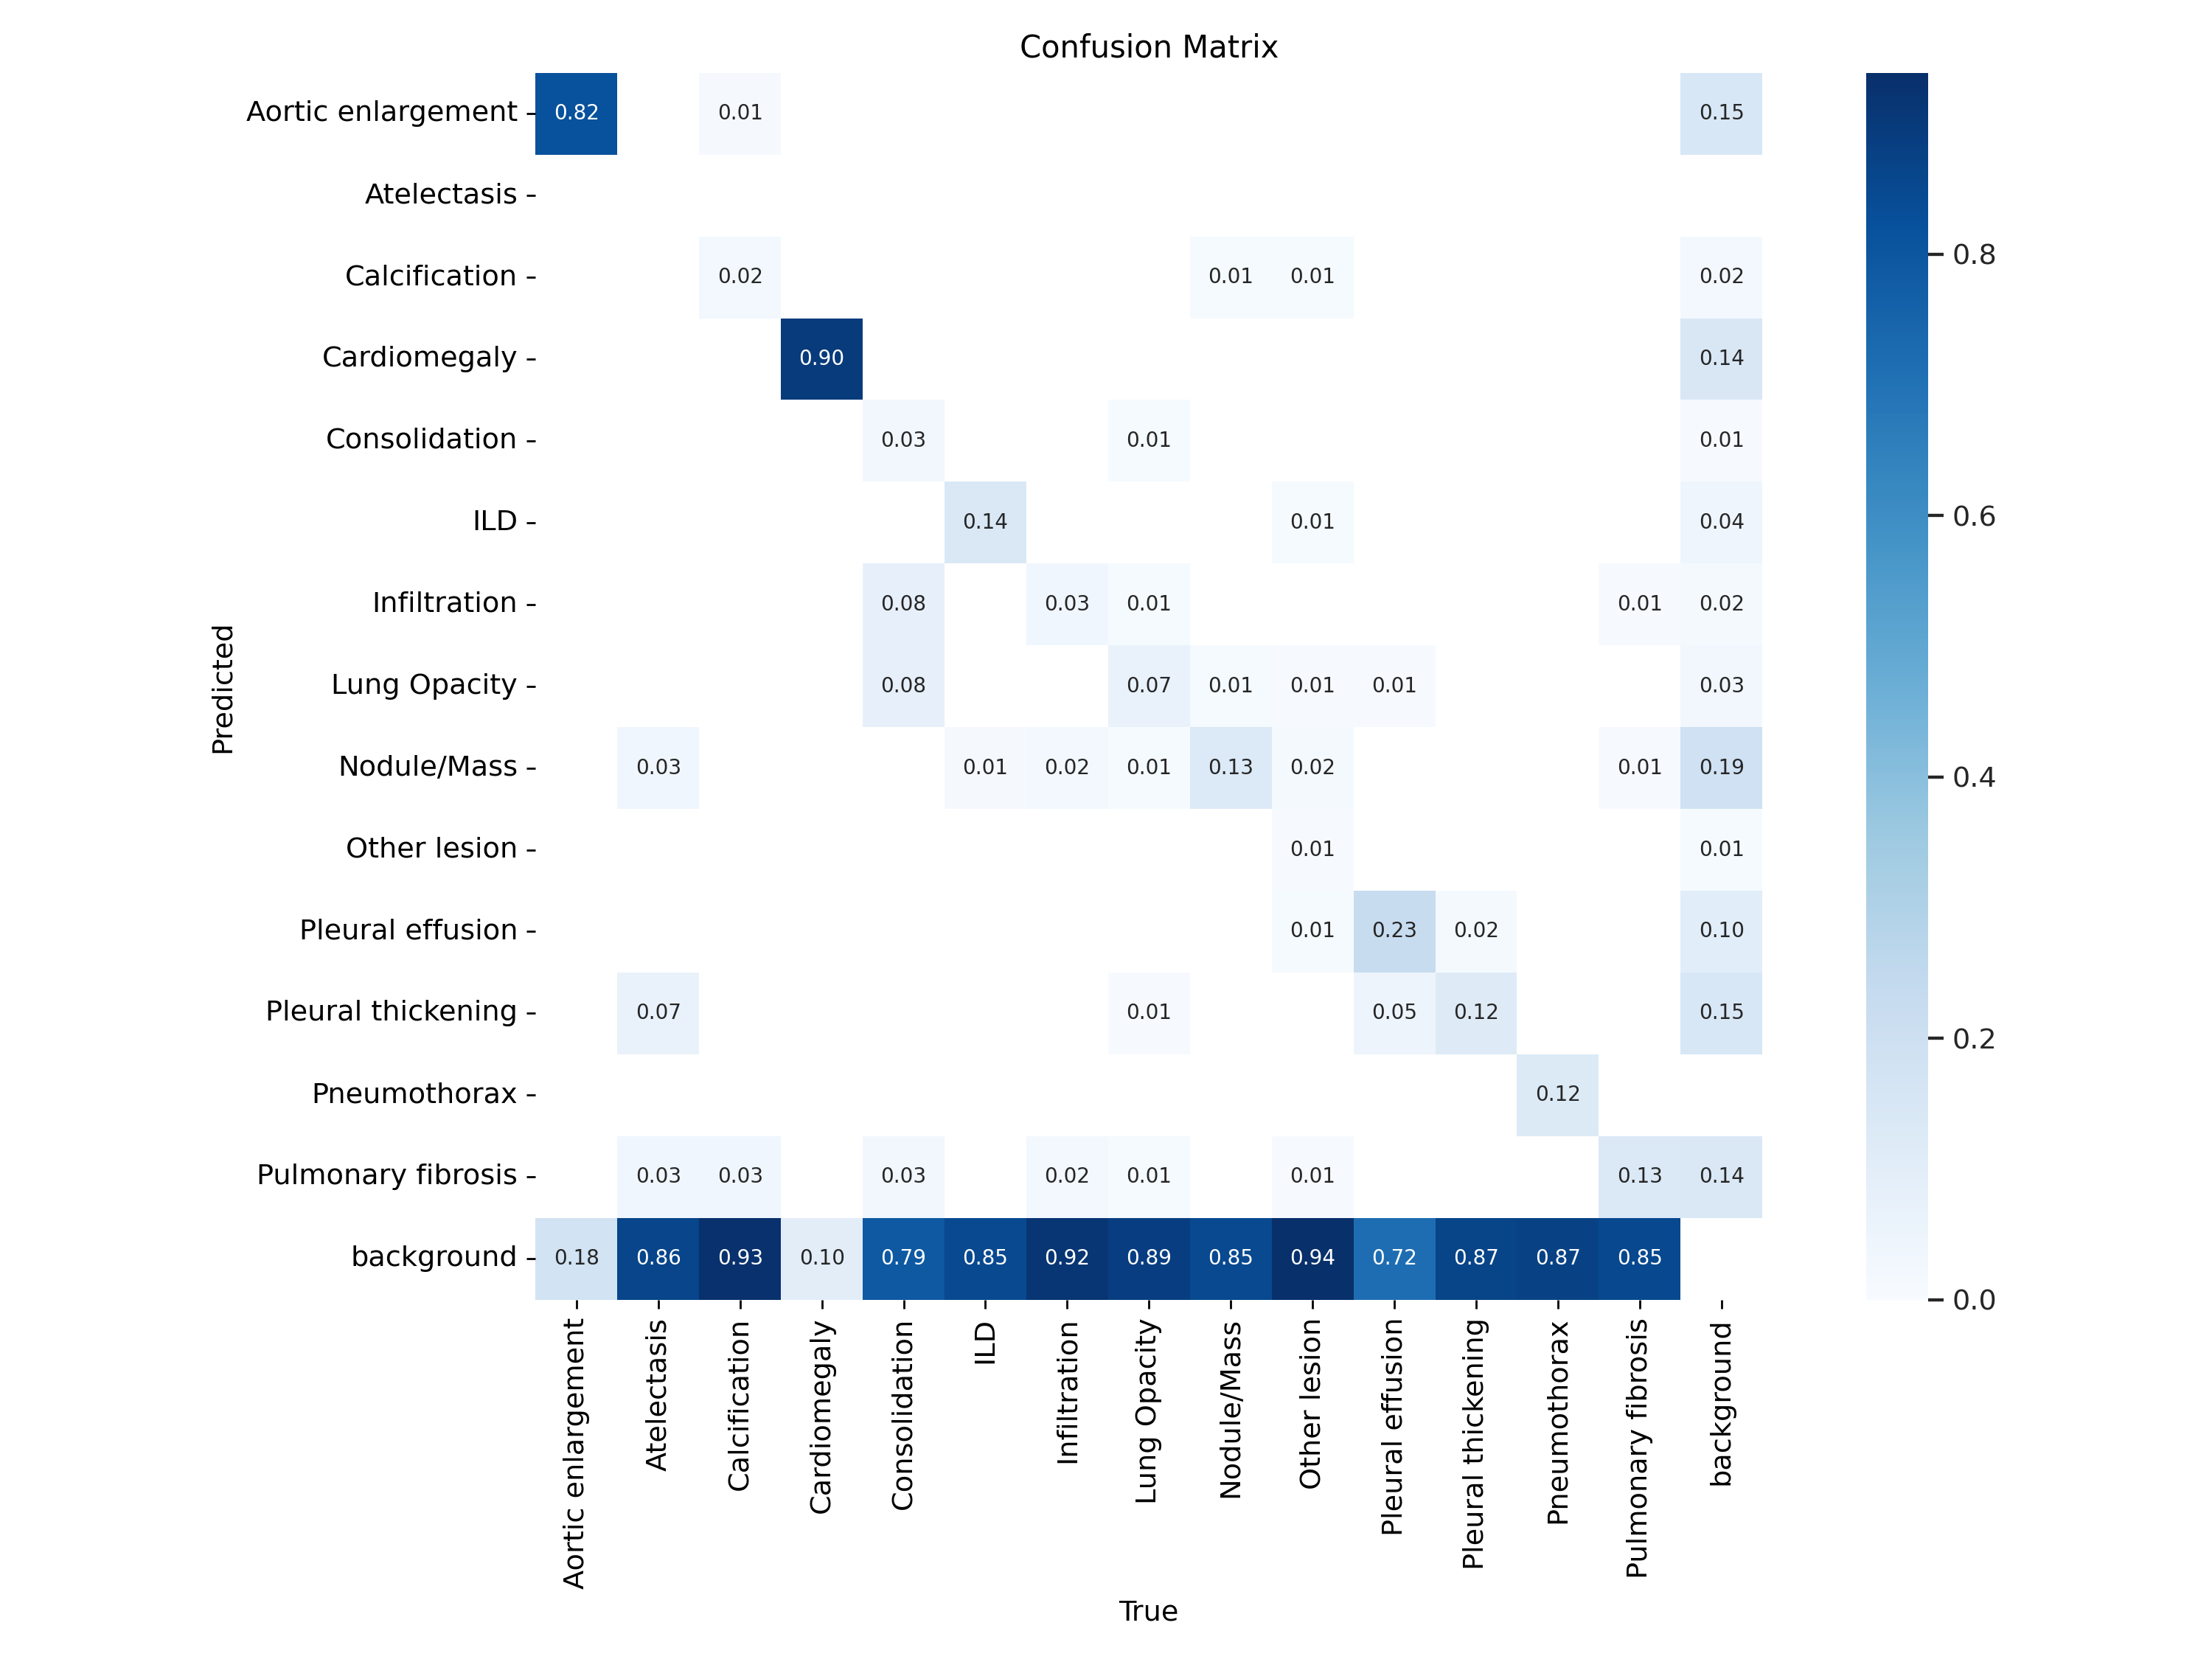 Confusion Matrix
Aortic enlargement 0.82 0.01 0.15
Atelectasis
0.8
Calcification 0.02 0.01 0.01 0.02
Cardiomegaly 0.90 0.14
Consolidation 0.03 0.01 0.01
0.6
ILD 0.14 0.01 0.04
Infiltration 0.08 0.03 0.01 0.01 0.02
Predicted
Lung Opacity 0.08 0.07 0.01 0.01 0.01 0.03
Nodule/Mass 0.03 0.01 0.02 0.01 0.13 0.02 0.01 0.19
0.4
Other lesion 0.01 0.01
Pleural effusion 0.01 0.23 0.02 0.10
Pleural thickening 0.07 0.01 0.05 0.12 0.15
0.2
Pneumothorax 0.12
Pulmonary fibrosis 0.03 0.03 0.03 0.02 0.01 0.01 0.13 0.14
background 0.18 0.86 0.93 0.10 0.79 0.85 0.92 0.89 0.85 0.94 0.72 0.87 0.87 0.85
0.0
Aortic enlargement
Atelectasis
Calcification
Cardiomegaly
Consolidation
ILD
Infiltration
Lung Opacity
Nodule/Mass
Other lesion
Pleural effusion
Pleural thickening
Pneumothorax
Pulmonary fibrosis
background
True